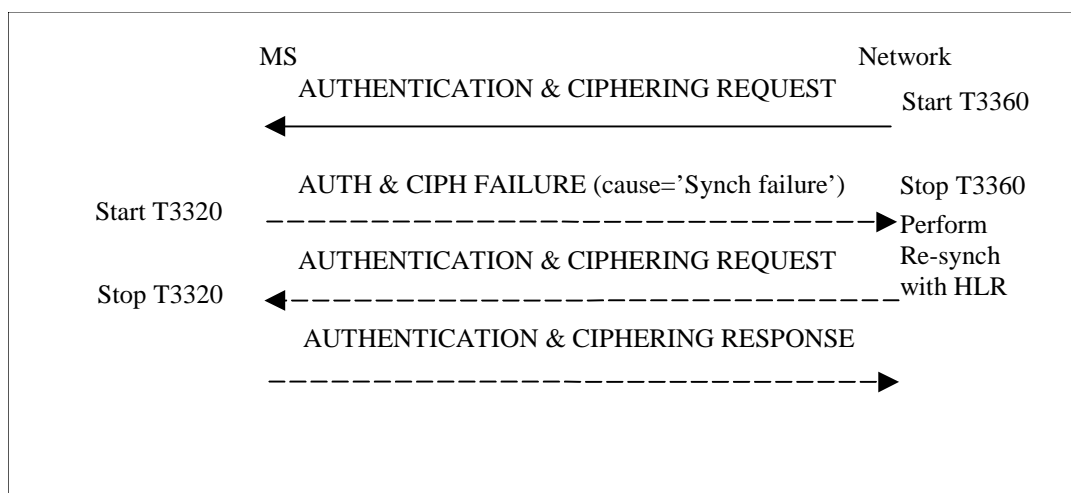 MS
Network
AUTHENTICATION & CIPHERING REQUEST
Start T3360
AUTH & CIPH FAILURE (cause='Synch failure')
Stop T3360
Start T3320
Perform
Re-synch
with HLR
AUTHENTICATION & CIPHERING REQUEST
Stop T3320
AUTHENTICATION & CIPHERING RESPONSE